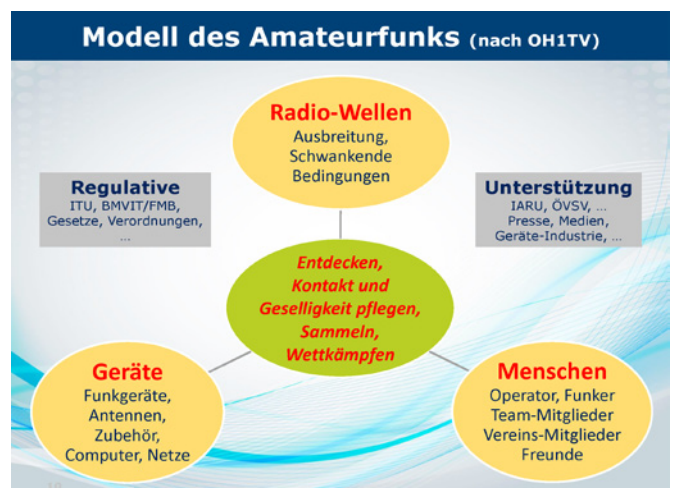 Modell des Amateurfunks (nach OH1TV)
Radio-Wellen
Ausbreitung,
Schwankende
Bedingungen
Regulative
ITU, BMVIT/FMB,
Gesetze, Verordnungen,
...
Unterstützung
IARU, ÖVSV, ...
Presse, Medien,
Geräte-Industrie, ...
Entdecken,
Kontakt und
Geselligkeit pflegen,
Sammeln,
Wettkämpfen
Geräte
Funkgeräte,
Antennen,
Zubehör,
Computer, Netze
Menschen
Operator, Funker
Team-Mitglieder
Vereins-Mitglieder
Freunde